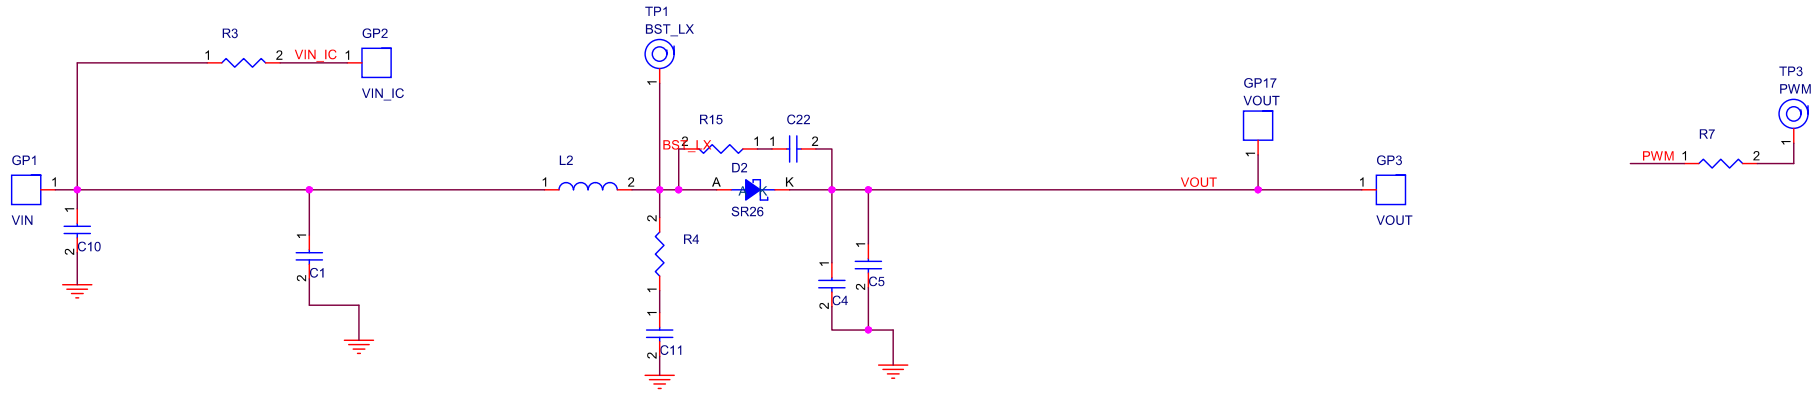 TP1
BST_LX
R3
1
2
VIN_IC
1
GP2
VIN_IC
1
TP3
PWM
GP17
VOUT
1
1
R15
C22
BST_LX
2
1
1
2
R7
PWM
1
2
GP1
1
VIN
L2
1
2
D2
A
A
K
K
SR26
VOUT
GP3
1
VOUT
1
2
C10
1
2
C1
2
R4
1
1
2
C11
1
2
C4
1
2
C5